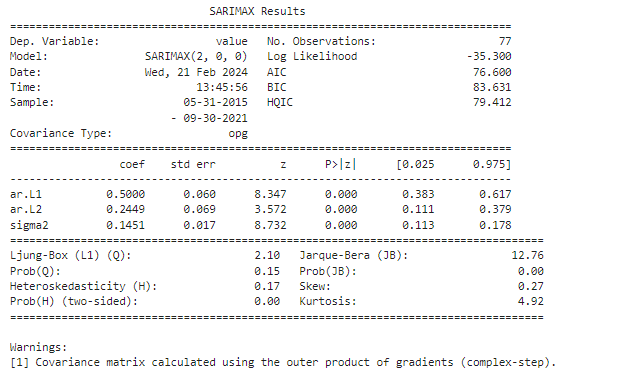 SARIMAX Results
==============================================================================
Dep. Variable: value No. Observations: 77
Model: SARIMAX(2, 0, 0) Log Likelihood -35.300
Date: Wed, 21 Feb 2024 AIC 76.600
Time: 13:45:56 BIC 83.631
Sample: 05-31-2015 HQIC 79.412
- 09-30-2021
Covariance Type: opg
==============================================================================
coef std err z P>|z| [0.025 0.975]
------------------------------------------------------------------------------
ar.L1 0.5000 0.060 8.347 0.000 0.383 0.617
ar.L2 0.2449 0.069 3.572 0.000 0.111 0.379
sigma2 0.1451 0.017 8.732 0.000 0.113 0.178
===================================================================================
Ljung-Box (L1) (Q): 2.10 Jarque-Bera (JB): 12.76
Prob(Q): 0.15 Prob(JB): 0.00
Heteroskedasticity (H): 0.17 Skew: 0.27
Prob(H) (two-sided): 0.00 Kurtosis: 4.92
===================================================================================
Warnings:
[1] Covariance matrix calculated using the outer product of gradients (complex-step).